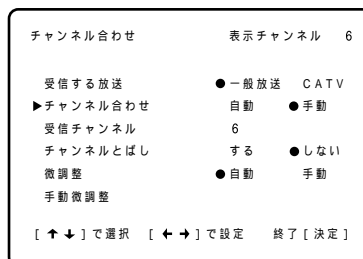 チャンネル合わせ 表示チャンネル 6
受信する放送 ●一般放送 CATV
▶チャンネル合わせ 自動 ●手動
受信チャンネル 6
チャンネルとばし する ●しない
微調整 ●自動 手動
手動微調整
[↑↓]で選択 [←→]で設定 終了[決定]